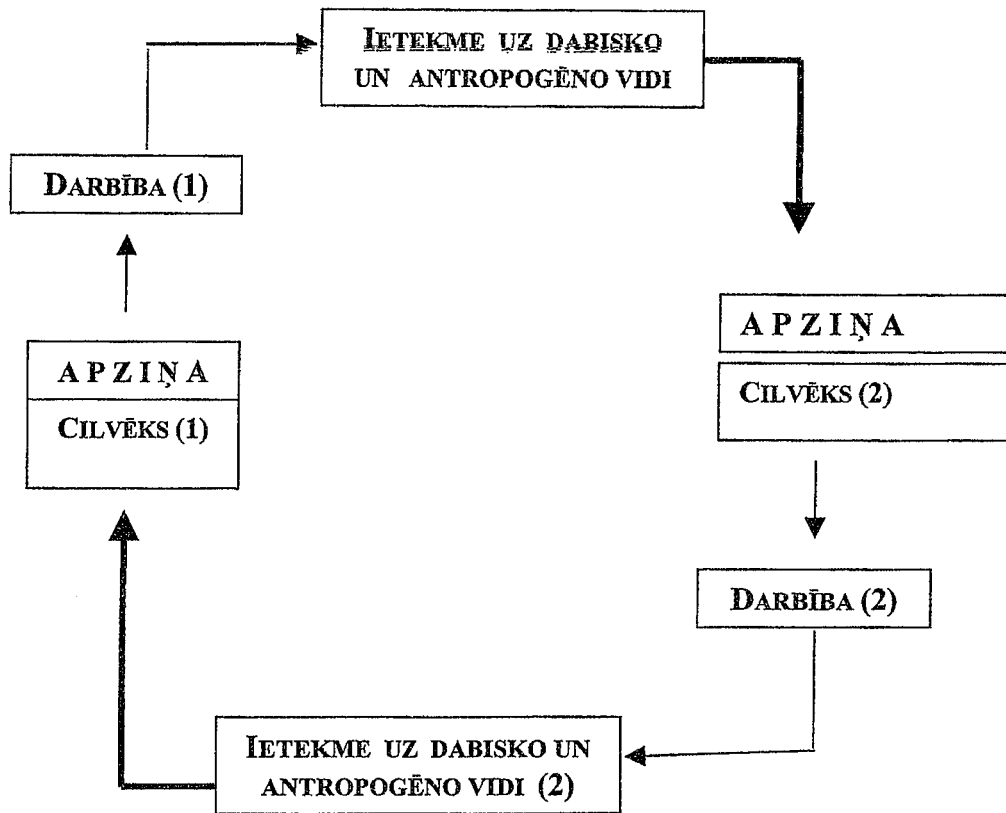 IETEKME UZ DABISKO
UN ANTROPOGĒNO VIDI
DARBĪBA (1)
APZIŅA
CILVĒKS (1)
APZIŅA
CILVĒKS (2)
DARBĪBA (2)
IETEKME UZ DABISKO UN
ANTROPOGĒNO VIDI (2)